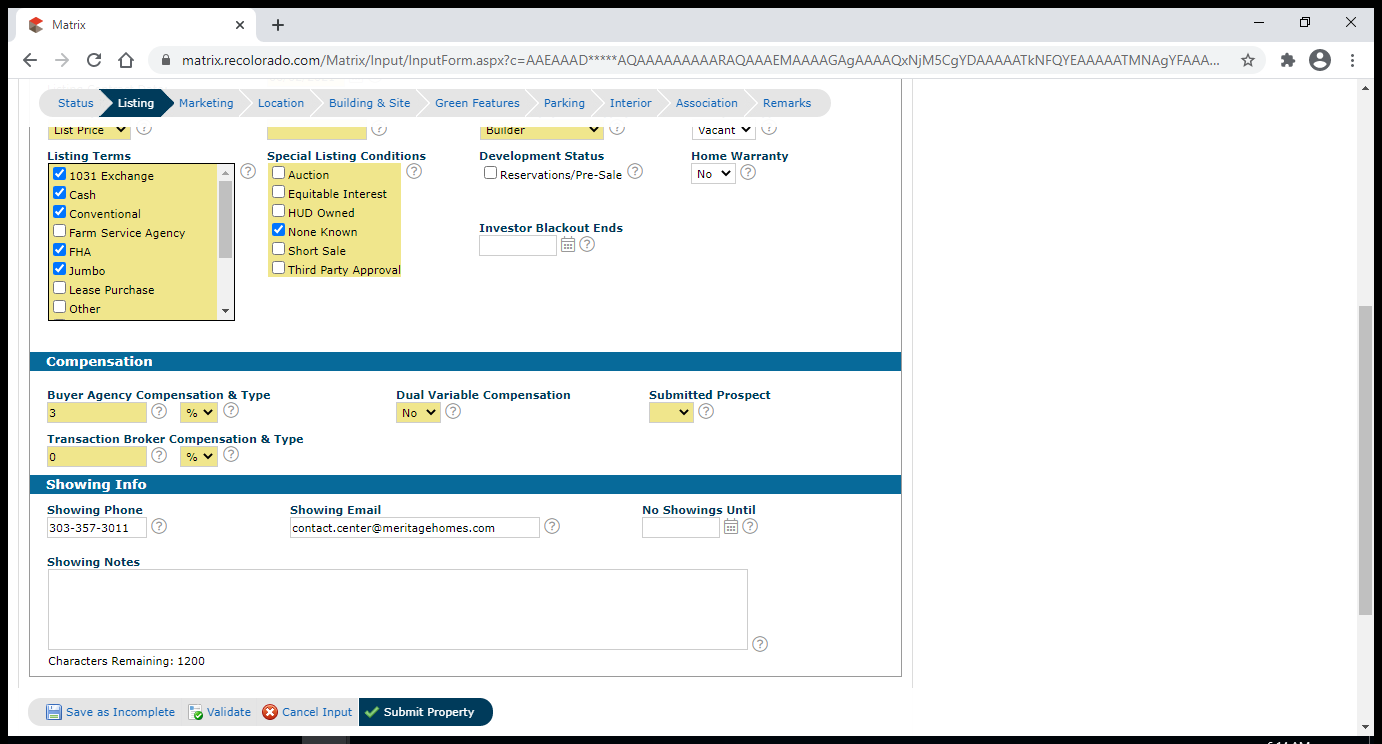 Matrix
matrix.recolorado.com/Matrix/Input/InputForm.aspx?c=AAEAAAD*****AQAAAAAAAAARAQAAAEMAAAAGAgAAAAQxNjM5CgYDAAAAATkNFQYEAAAAATMNAgYFAAA...
Status Listing Marketing Location Building & Site Green Features Parking Interior Association Remarks
List Price Builder Vacant
Listing Terms Special Listing Conditions Development Status Home Warranty
1031 Exchange Auction Reservations/Pre-Sale No
Cash Equitable Interest
Conventional HUD Owned
Farm Service Agency None Known Investor Blackout Ends
FHA Short Sale
Jumbo Third Party Approval
Lease Purchase
Other
Compensation
Buyer Agency Compensation & Type Dual Variable Compensation Submitted Prospect
3 % No
Transaction Broker Compensation & Type
0 %
Showing Info
Showing Phone Showing Email No Showings Until
303-357-3011 contact.center@meritagehomes.com
Showing Notes
Characters Remaining: 1200
Save as Incomplete Validate Cancel Input Submit Property